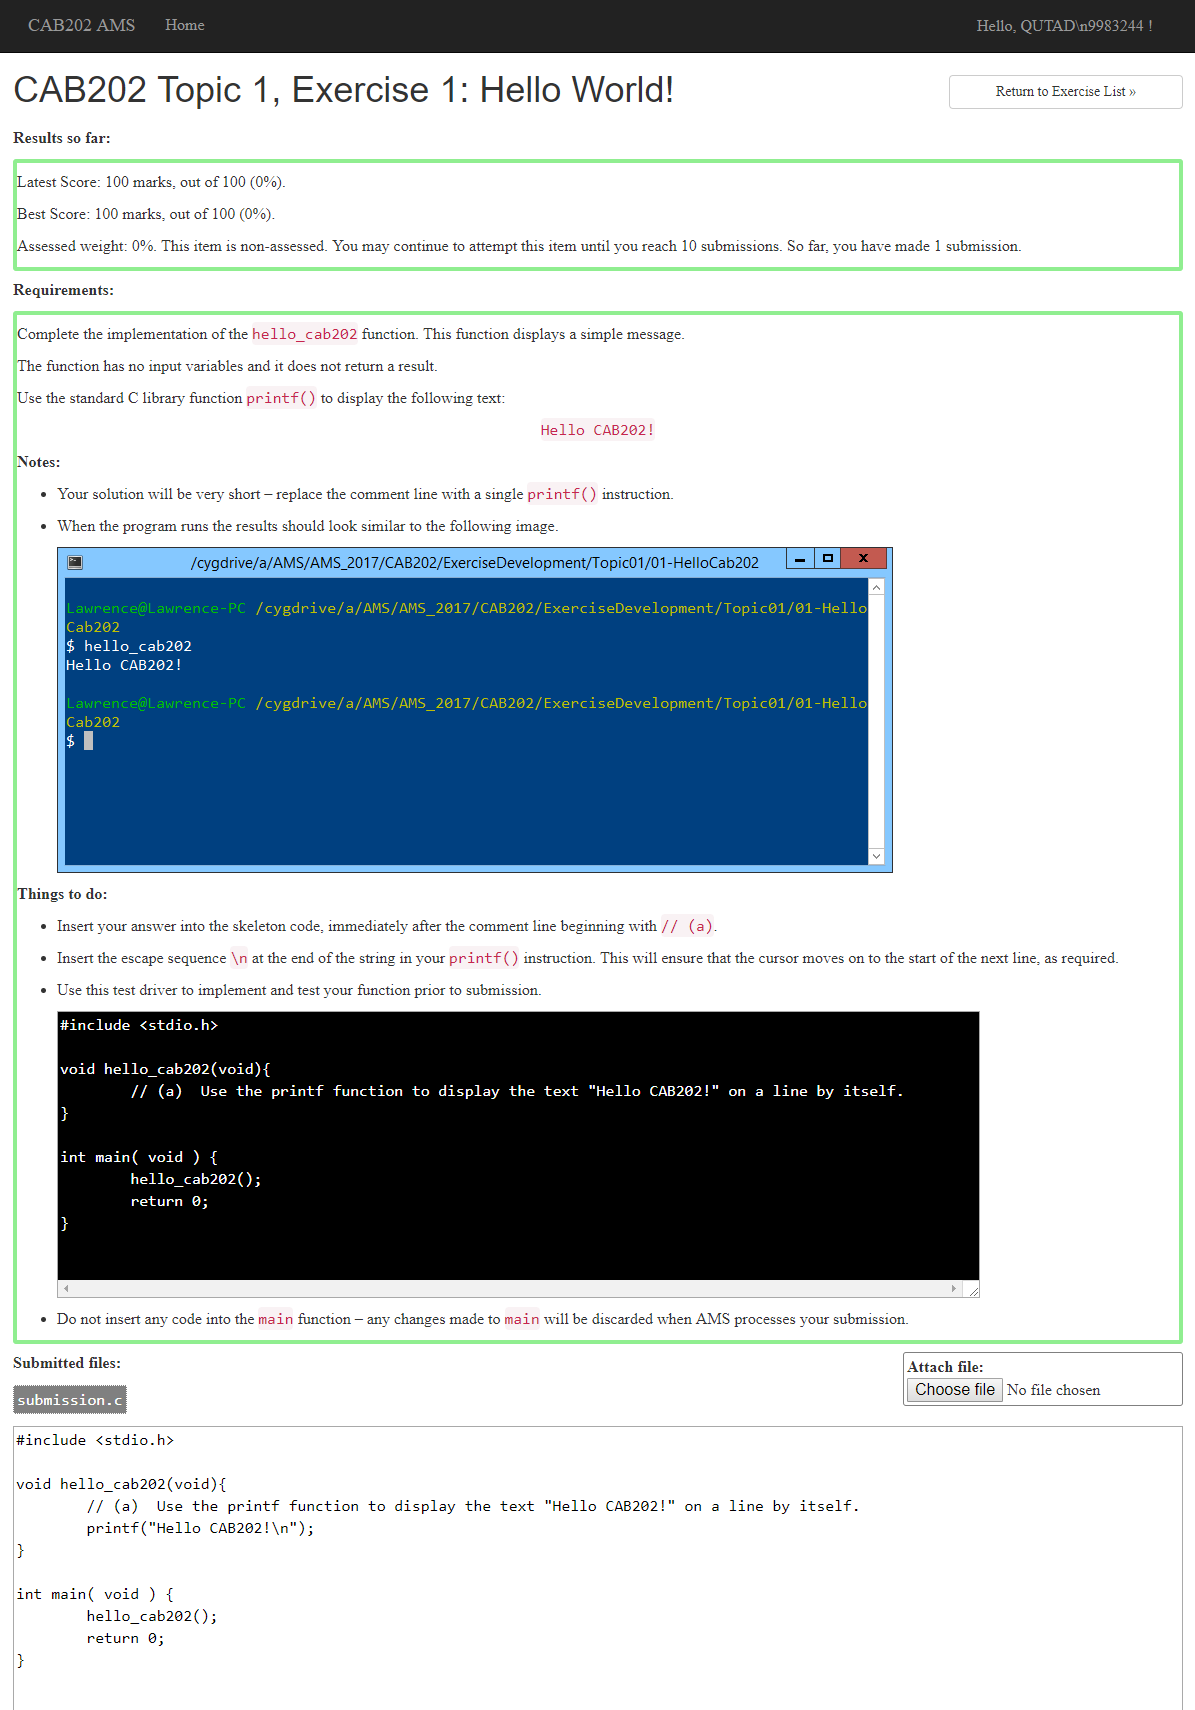 CAB202 AMS Home Hello, QUTAD\n9983244 !
CAB202 Topic 1, Exercise 1: Hello World!
Return to Exercise List »
Results so far:
Latest Score: 100 marks, out of 100 (0%).
Best Score: 100 marks, out of 100 (0%).
Assessed weight: 0%. This item is non-assessed. You may continue to attempt this item until you reach 10 submissions. So far, you have made 1 submission.
Requirements:
Complete the implementation of the hello_cab202 function. This function displays a simple message.
The function has no input variables and it does not return a result.
Use the standard C library function printf() to display the following text:
Hello CAB202!
Notes:
• Your solution will be very short – replace the comment line with a single printf() instruction.
• When the program runs the results should look similar to the following image.
/cygdrive/a/AMS/AMS_2017/CAB202/ExerciseDevelopment/Topic01/01-HelloCab202
Lawrence@Lawrence-PC /cygdrive/a/AMS/AMS_2017/CAB202/ExerciseDevelopment/Topic01/01-Hello
Cab202
$ hello_cab202
Hello CAB202!
Lawrence@Lawrence-PC /cygdrive/a/AMS/AMS_2017/CAB202/ExerciseDevelopment/Topic01/01-Hello
Cab202
$
Things to do:
• Insert your answer into the skeleton code, immediately after the comment line beginning with // (a).
• Insert the escape sequence \n at the end of the string in your printf() instruction. This will ensure that the cursor moves on to the start of the next line, as required.
• Use this test driver to implement and test your function prior to submission.
#include <stdio.h>
void hello_cab202(void){
// (a)  Use the printf function to display the text "Hello CAB202!" on a line by itself.
}
int main( void ) {
hello_cab202();
return 0;
}
• Do not insert any code into the main function – any changes made to main will be discarded when AMS processes your submission.
Submitted files:
Attach file:
Choose file No file chosen
submission.c
#include <stdio.h>
void hello_cab202(void){
// (a)  Use the printf function to display the text "Hello CAB202!" on a line by itself.
printf("Hello CAB202!\n");
}
int main( void ) {
hello_cab202();
return 0;
}